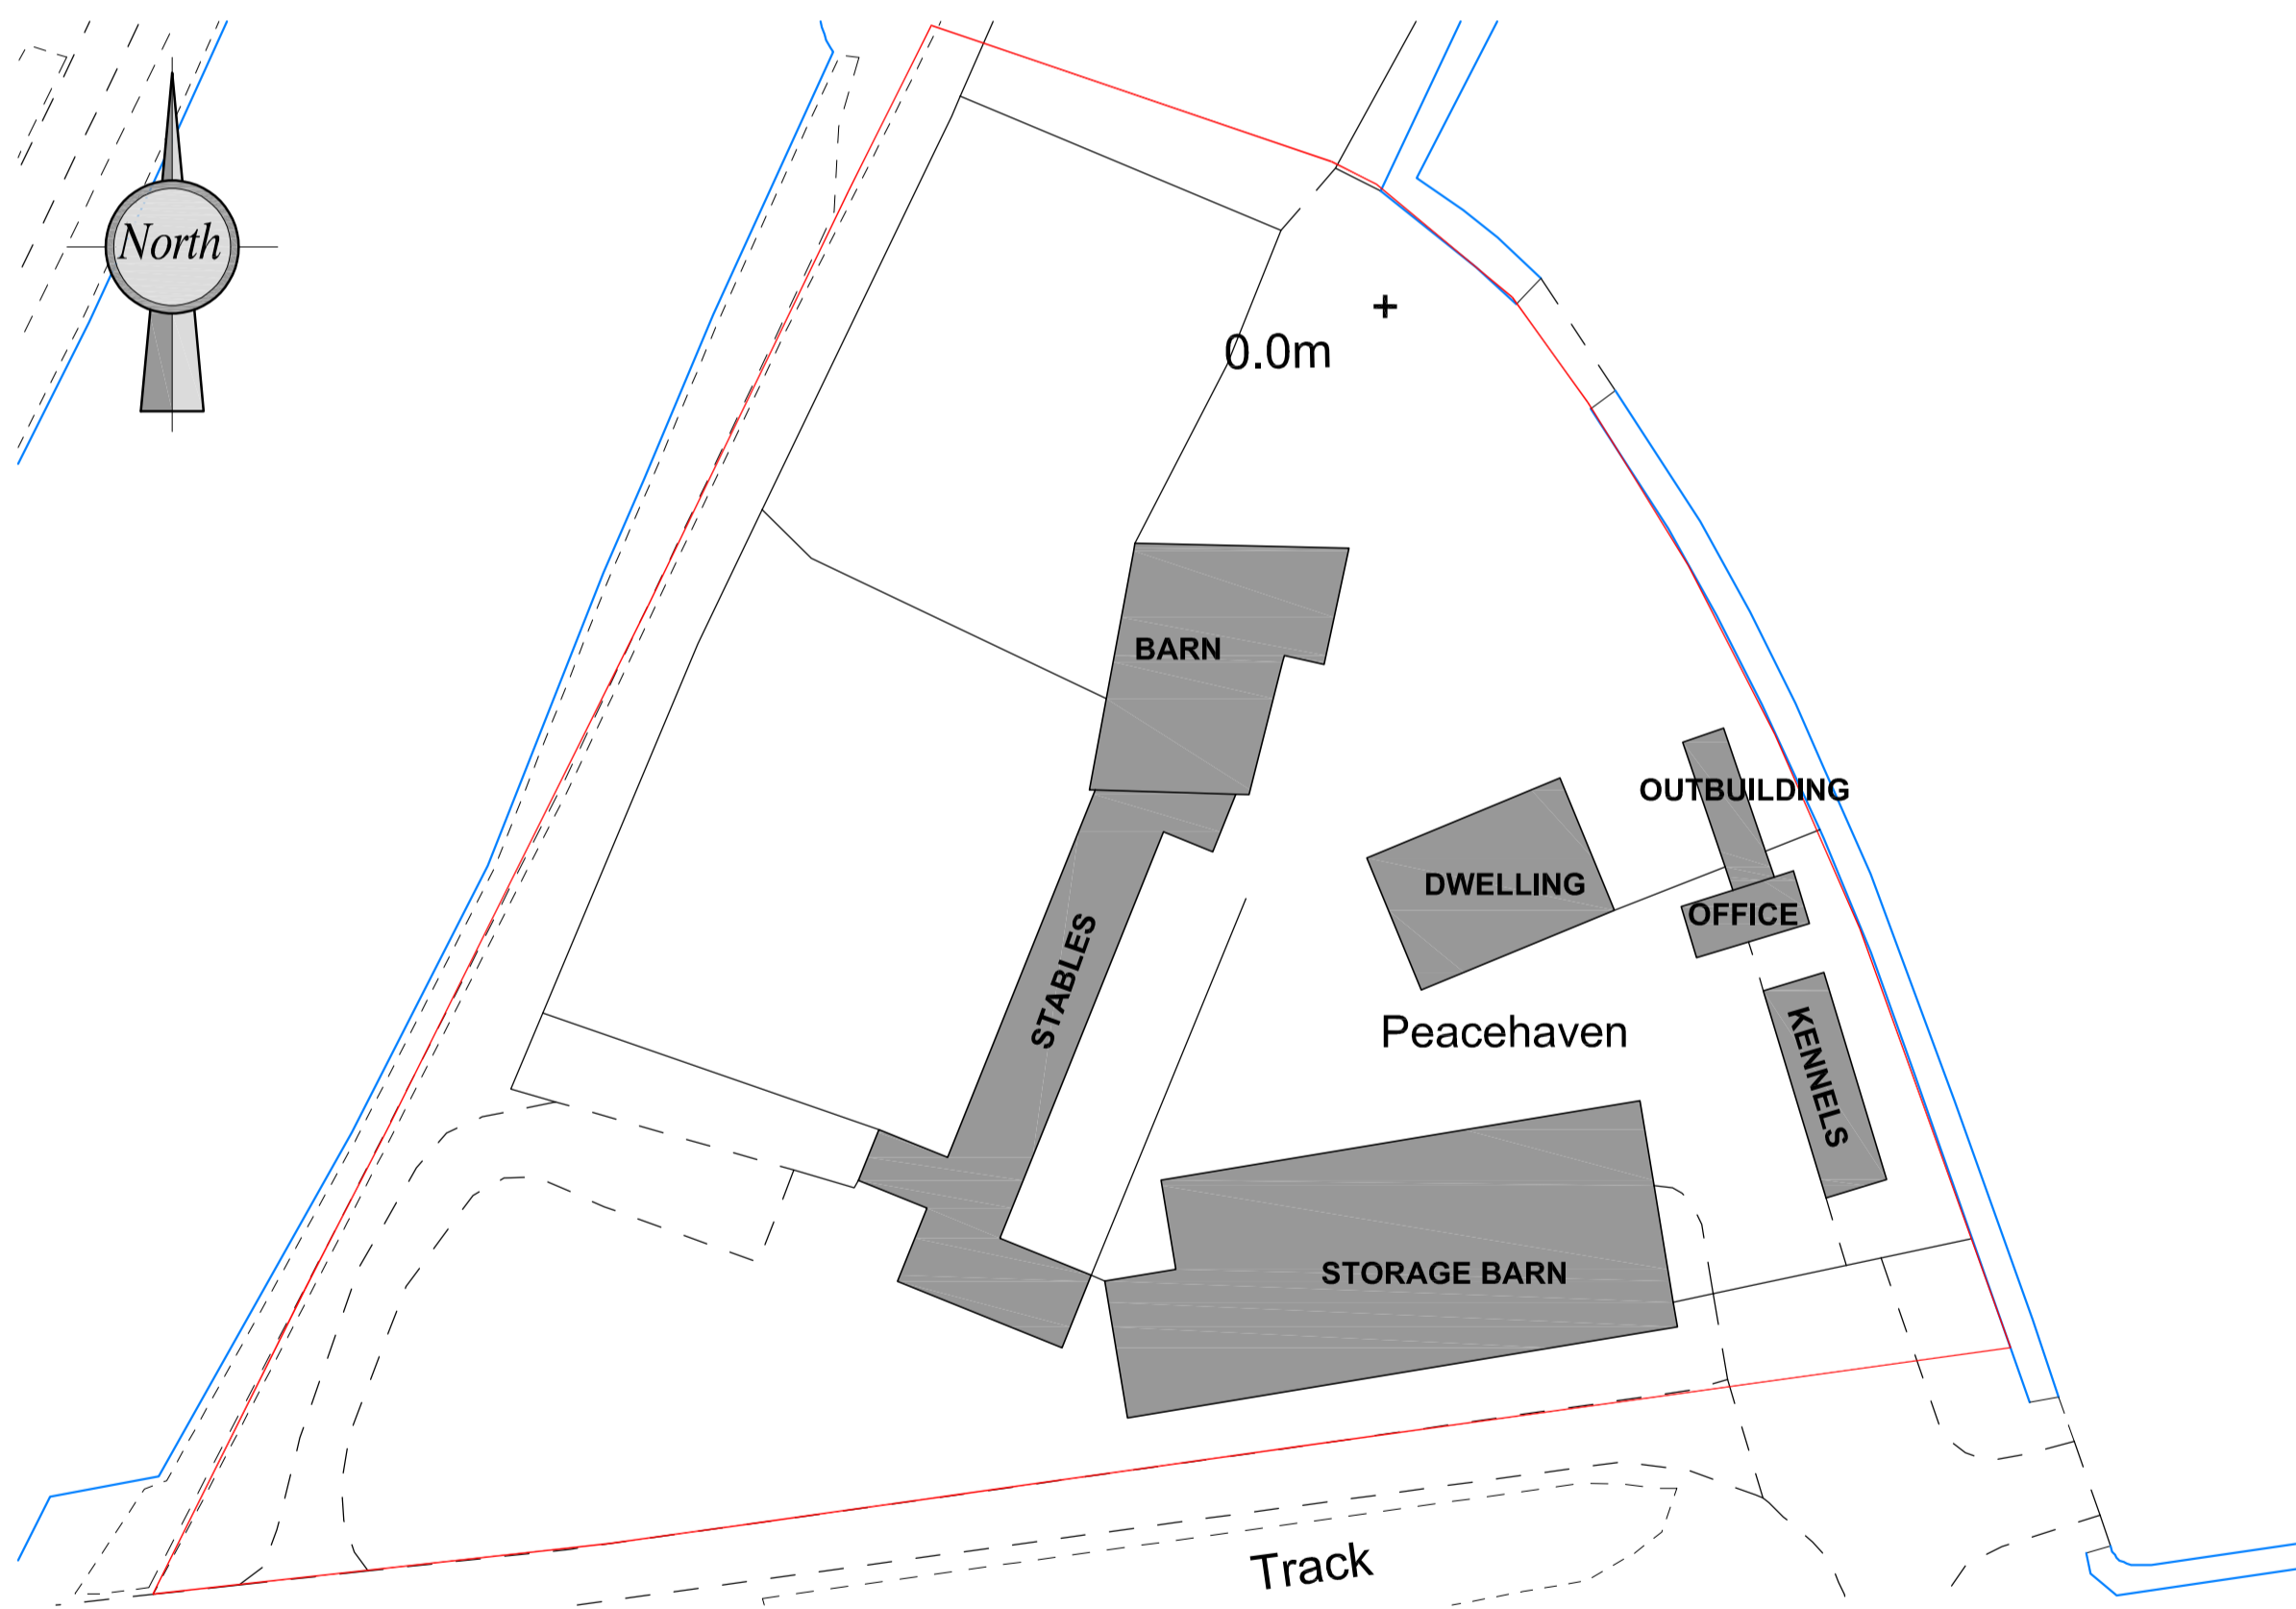 North
0.0m
BARN
OUTBUILDING
DWELLING
OFFICE
STABLES
Peacehaven
KENNELS
STORAGE BARN
Track